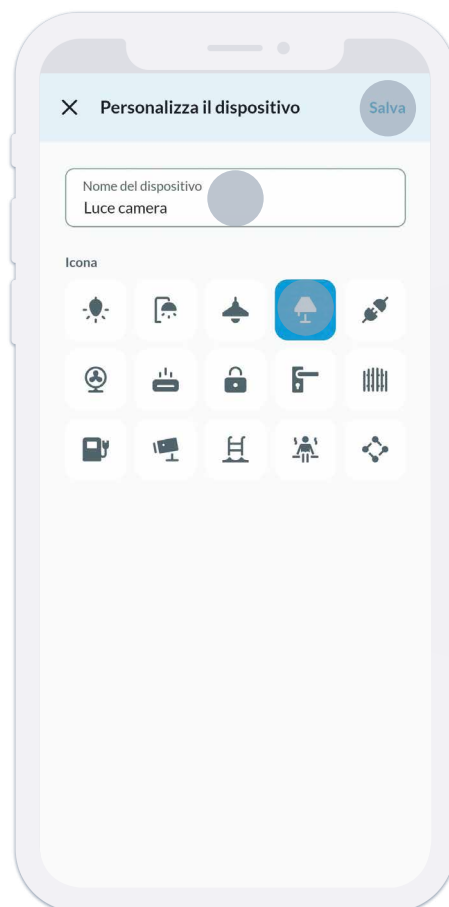 Personalizza il dispositivo
Salva
Nome del dispositivo
Luce camera
Icona